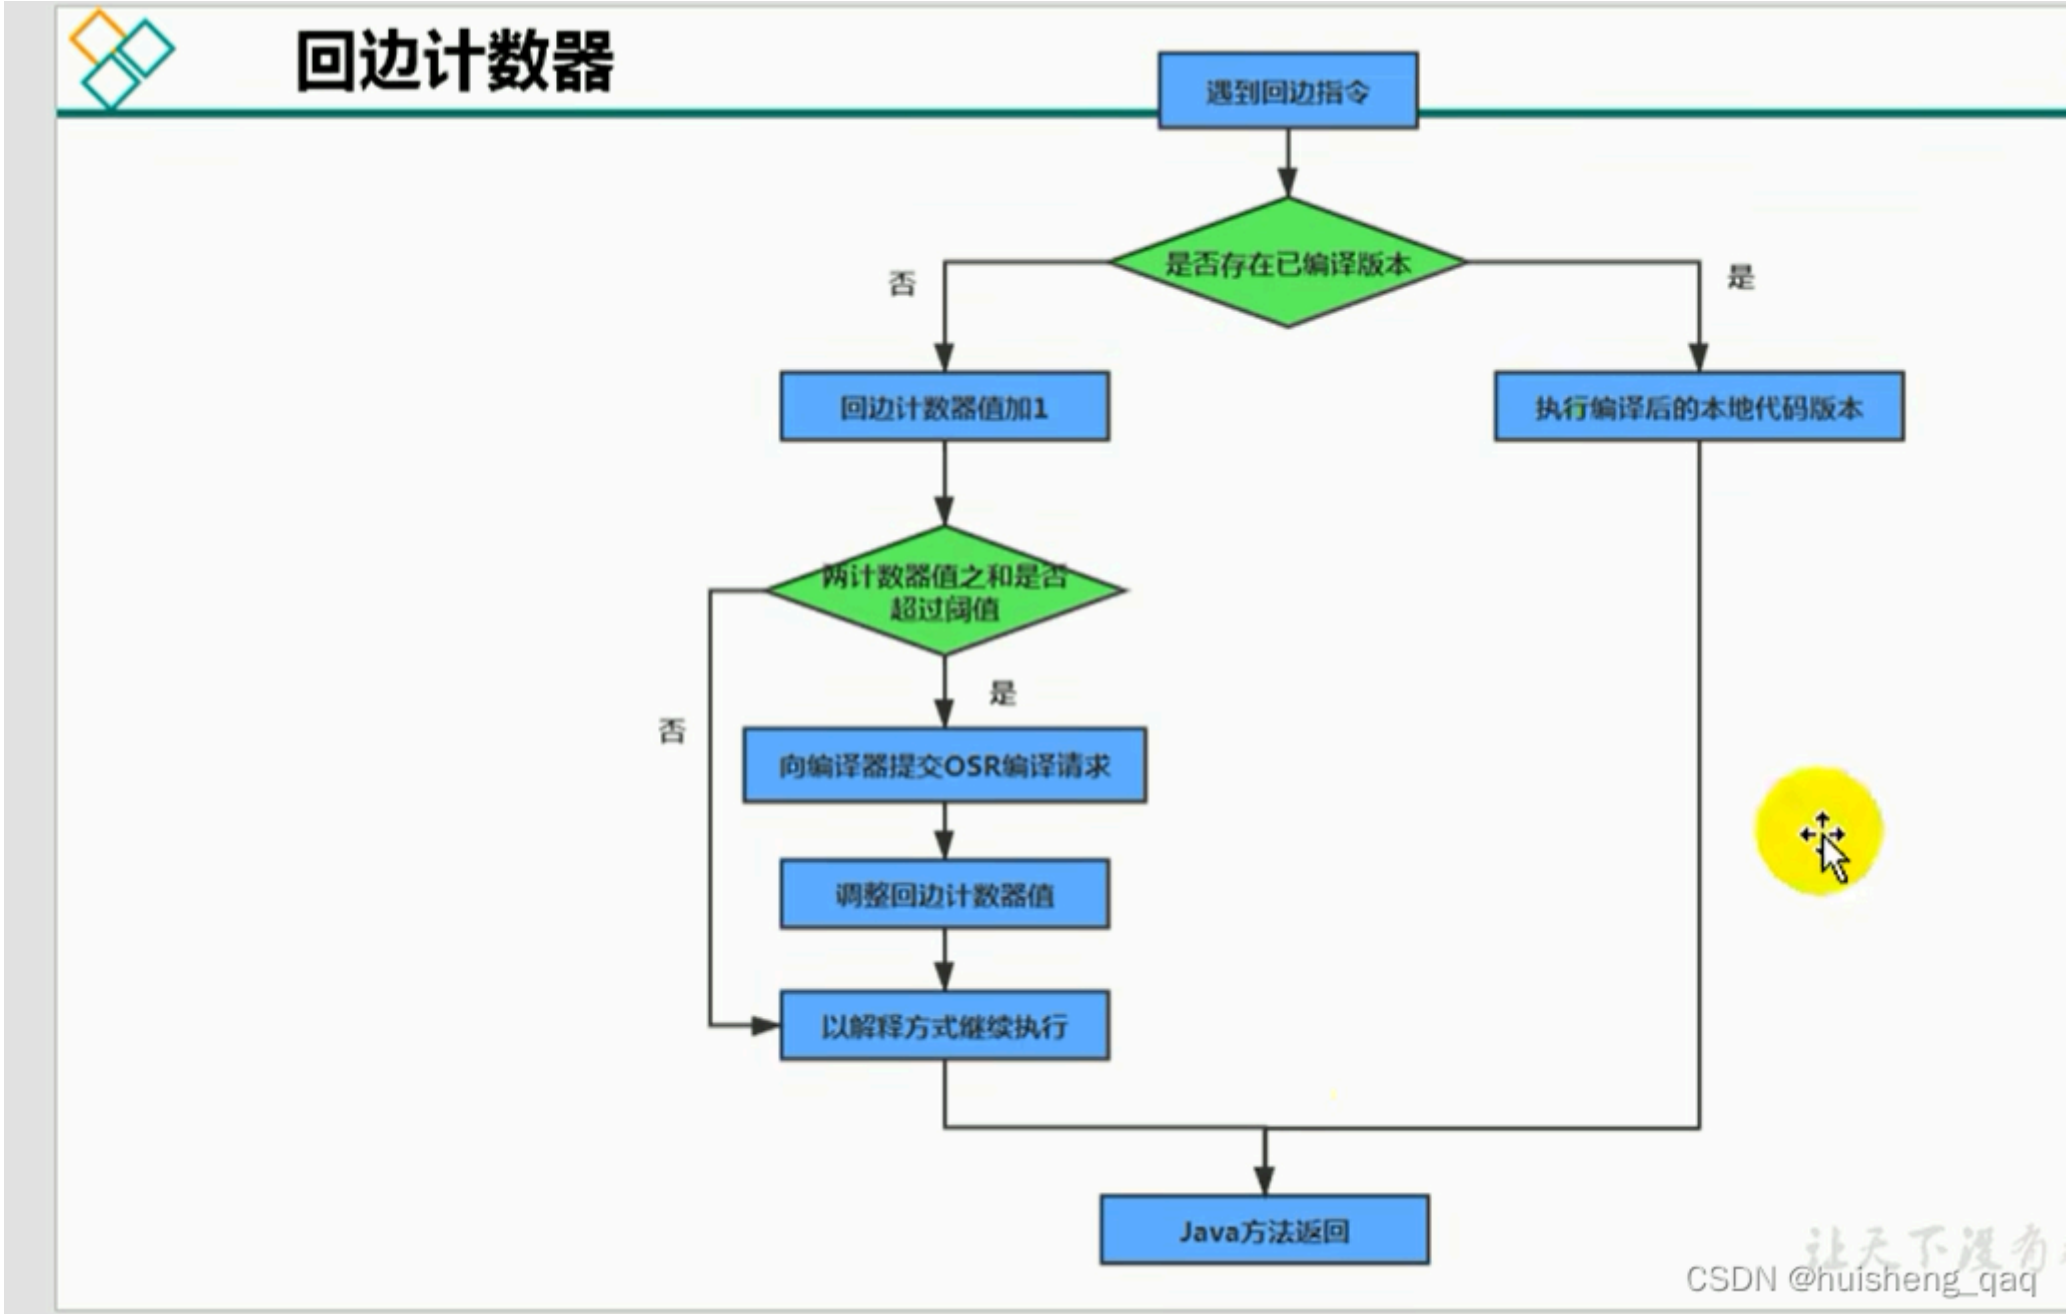 回边计数器
遇到回边指令
是否存在已编译版本
否
是
回边计数器值加1
执行编译后的本地代码版本
两计数器值之和是否
超过阈值
是
否
向编译器提交OSR编译请求
调整回边计数器值
以解释方式继续执行
Java方法返回
让天下没有
CSDN @huisheng_qaq